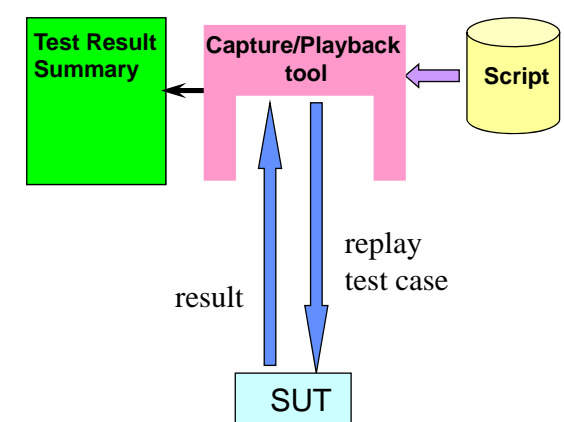 Test Result
Summary
Capture/Playback
tool
Script
replay
test case
result
SUT